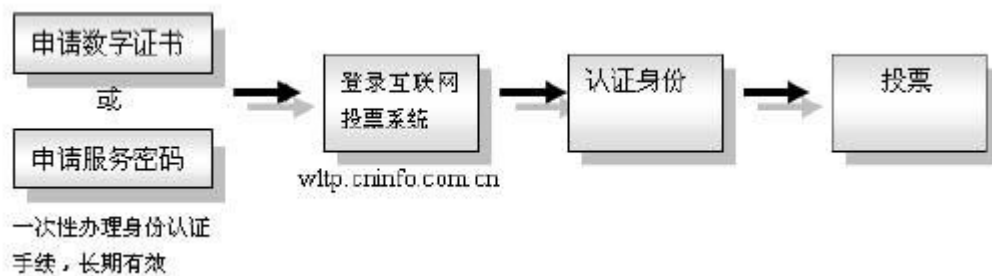 申请数字证书
或
申请服务密码
一次性办理身份认证
手续，长期有效
登录互联网
投票系统
wltp.cninfo.com.cn
认证身份
投票